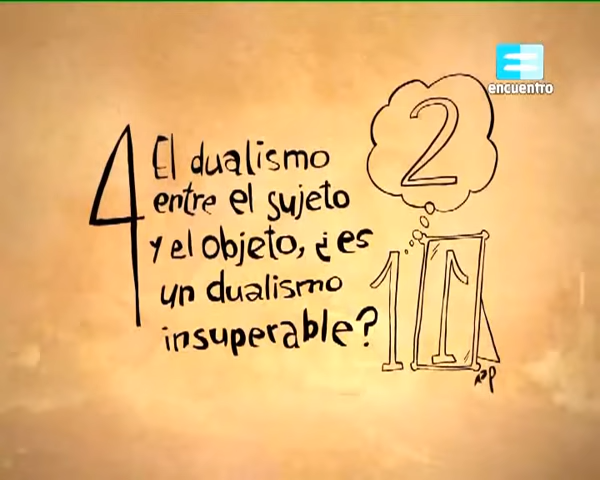 encuentro
2
4
El dualismo
entre el sujeto
y el objeto, ¿es
un dualismo
insuperable?
1 1